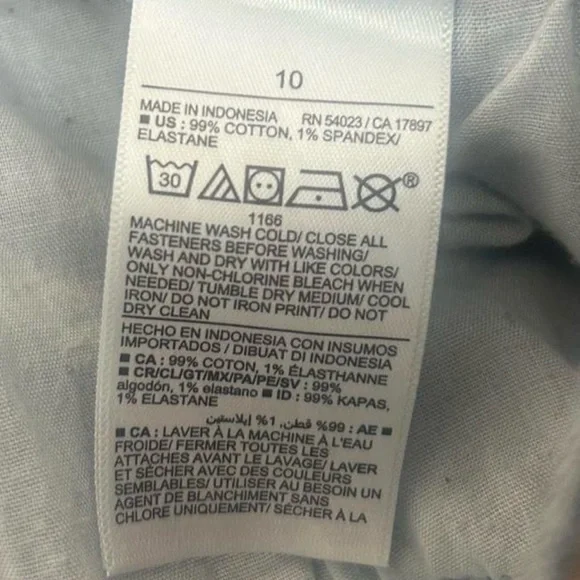 10
MADE IN INDONESIA RN 54023 / CA 17897
■ US : 99% COTTON, 1% SPANDEX/
ELASTANE
30 ®
1166
MACHINE WASH COLD/ CLOSE ALL
FASTENERS BEFORE WASHING/
WASH AND DRY WITH LIKE COLORS/
ONLY NON-CHLORINE BLEACH WHEN
NEEDED/ TUMBLE DRY MEDIUM/ COOL
IRON/ DO NOT IRON PRINT/ DO NOT
DRY CLEAN
HECHO EN INDONESIA CON INSUMOS
IMPORTADOS / DIBUAT DI INDONESIA
■ CA : 99% COTON, 1% ÉLASTHANNE
■ CR/CL/GT/MX/PA/PE/SV : 99%
algodón, 1% elastano ■ ID : 99% KAPAS,
1% ELASTANE
■ AE : 99% قطن، 1% إيلاستين
■ CA : LAVER À LA MACHINE À L'EAU
FROIDE/ FERMER TOUTES LES
ATTACHES AVANT LE LAVAGE/ LAVER
ET SÉCHER AVEC DES COULEURS
SEMBLABLES/ UTILISER AU BESOIN UN
AGENT DE BLANCHIMENT SANS
CHLORE UNIQUEMENT/ SÉCHER À LA